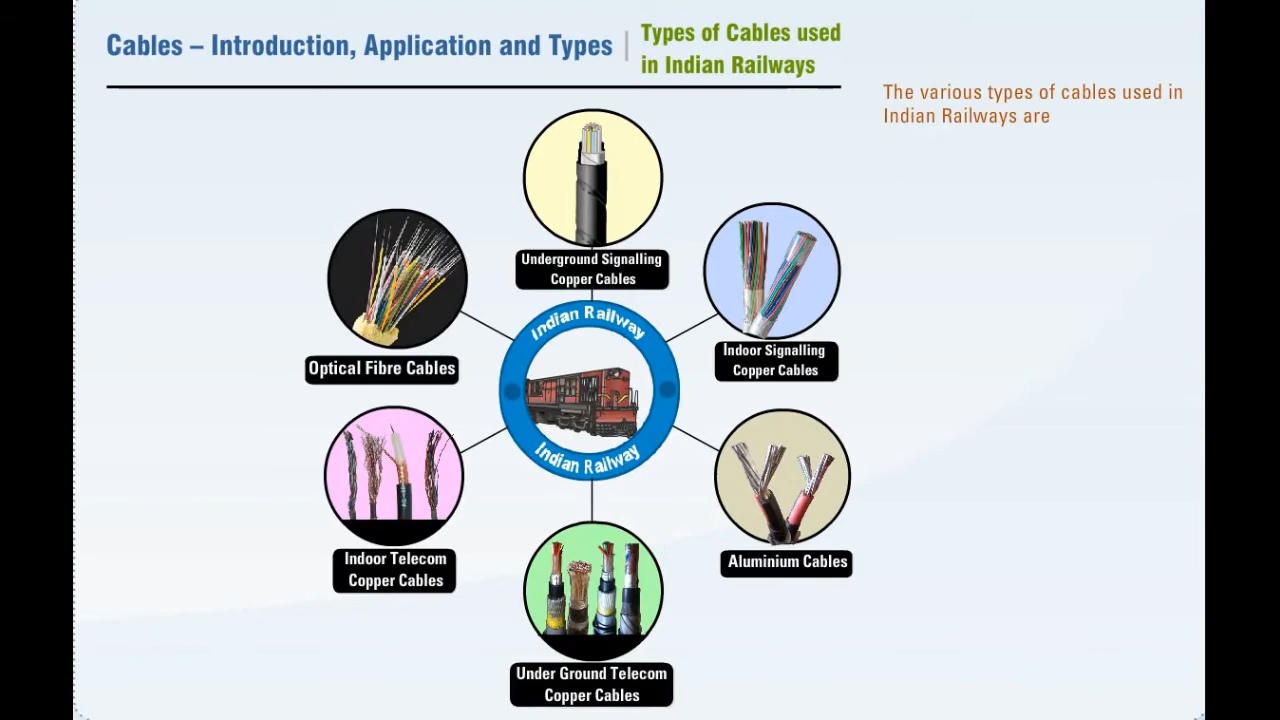 Cables – Introduction, Application and Types
Types of Cables used
in Indian Railways
The various types of cables used in
Indian Railways are
Underground Signalling
Copper Cables
Indoor Signalling
Copper Cables
Optical Fibre Cables
Indian Railway
Indian Railway
Indoor Telecom
Copper Cables
Aluminium Cables
Under Ground Telecom
Copper Cables